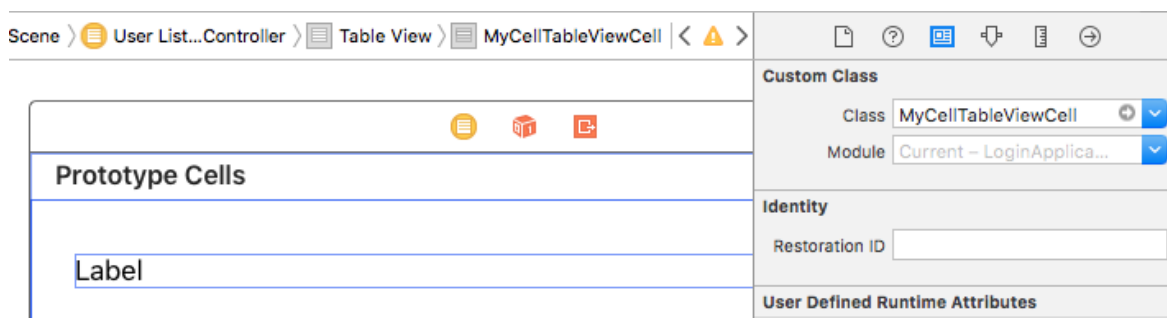 Scene User List...Controller Table View MyCellTableViewCell
Custom Class
Class MyCellTableViewCell
Module Current – LoginApplica...
Prototype Cells
Identity
Restoration ID
Label
User Defined Runtime Attributes